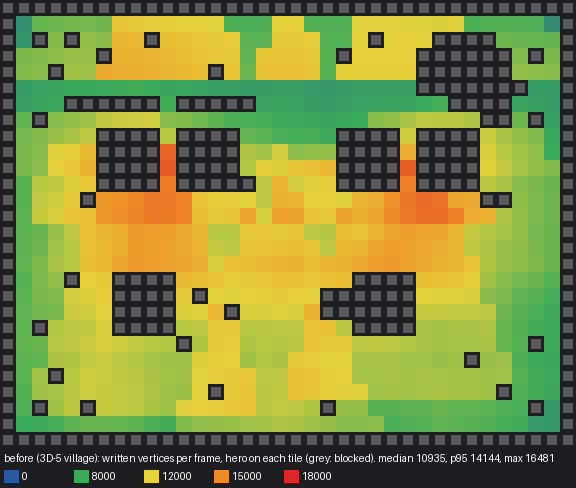 before (3D-5 village): written vertices per frame, hero on each tile (grey: blocked). median 10935, p95 14144, max 16481
0 8000 12000 15000 18000